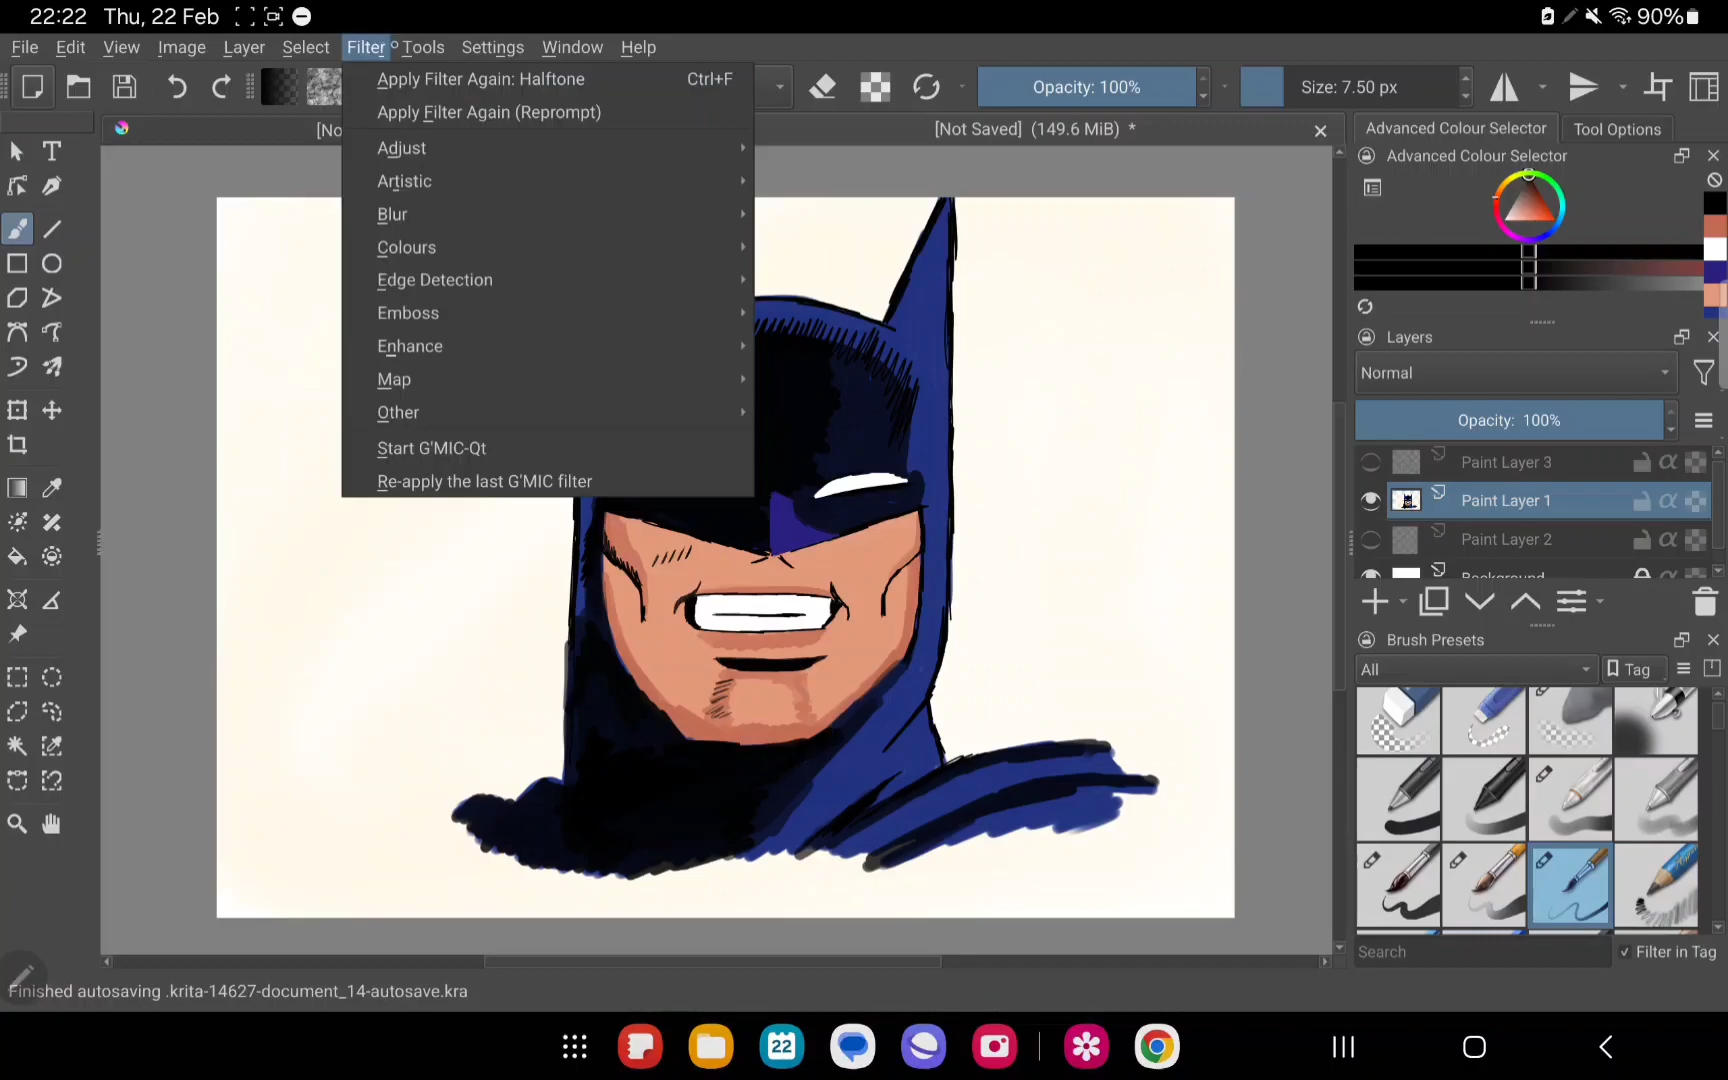 22:22 Thu, 22 Feb 90%
File Edit View Image Layer Select Filter Tools Settings Window Help
Apply Filter Again: Halftone Ctrl+F
Apply Filter Again (Reprompt)
Adjust
Artistic
Blur
Colours
Edge Detection
Emboss
Enhance
Map
Other
Start G'MIC-Qt
Re-apply the last G'MIC filter
Opacity: 100%
Size: 7.50 px
[No
[Not Saved] (149.6 MiB) *
Advanced Colour Selector
Tool Options
Advanced Colour Selector
Layers
Normal
Opacity: 100%
Paint Layer 3
Paint Layer 1
Paint Layer 2
Background
Brush Presets
All
Tag
Search
Filter in Tag
Finished autosaving .krita-14627-document_14-autosave.kra
22